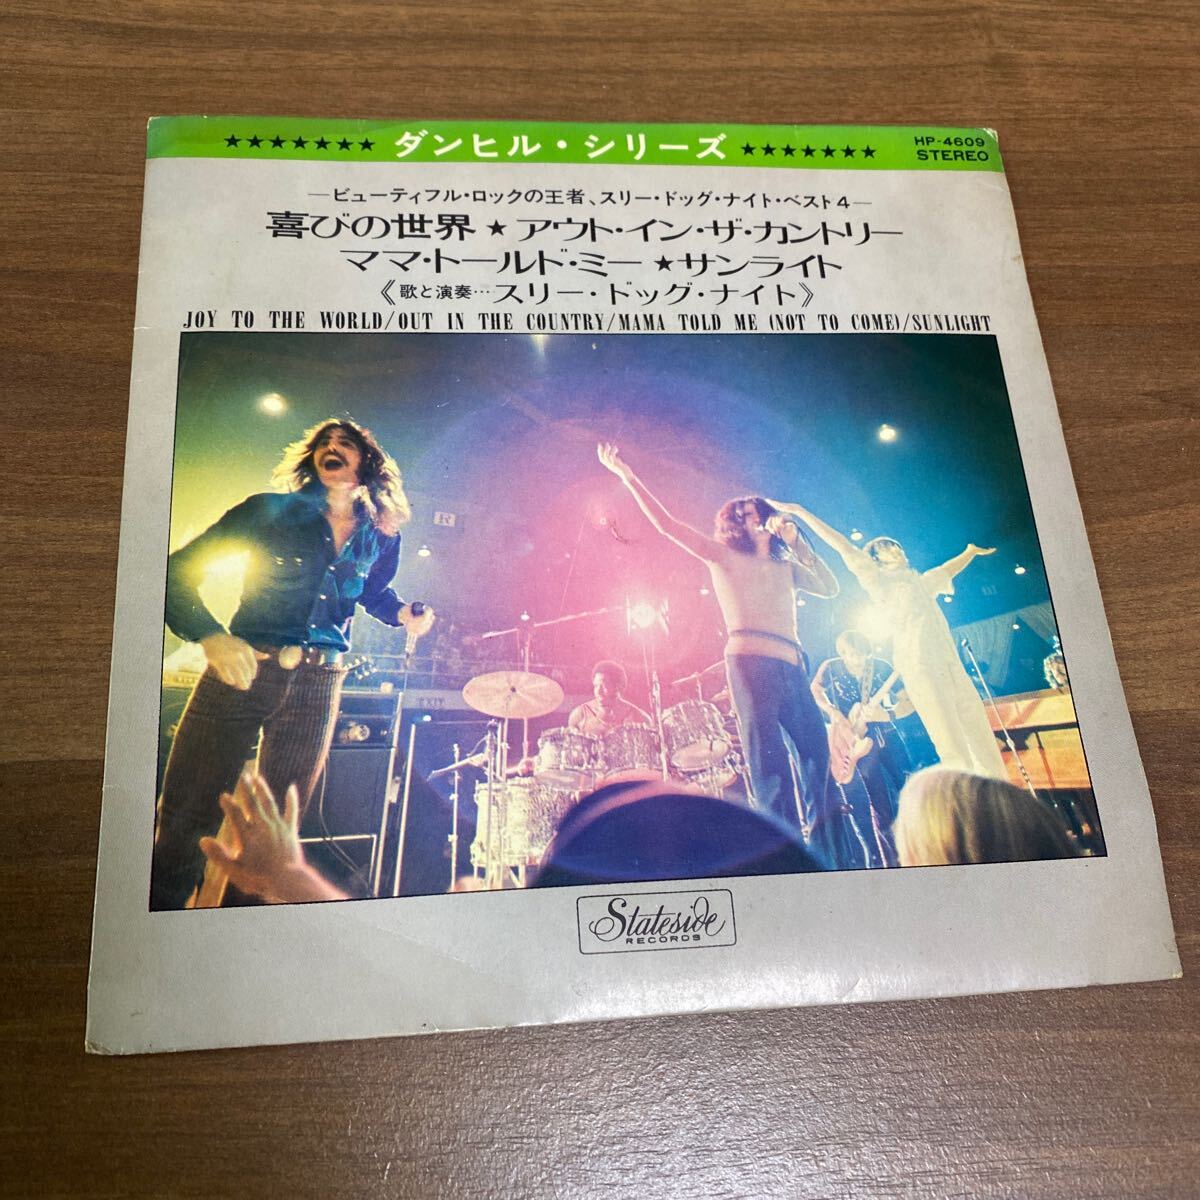 ★★★★★★★ ダンヒル・シリーズ ★★★★★★★
HP-4609
STEREO
―ビューティフル・ロックの王者、スリー・ドッグ・ナイト・ベスト4―
喜びの世界★アウト・イン・ザ・カントリー
ママ・トールド・ミー★サンライト
《歌と演奏…スリー・ドッグ・ナイト》
JOY TO THE WORLD/OUT IN THE COUNTRY/MAMA TOLD ME (NOT TO COME)/SUNLIGHT
R
EXIT
Stateside
RECORDS